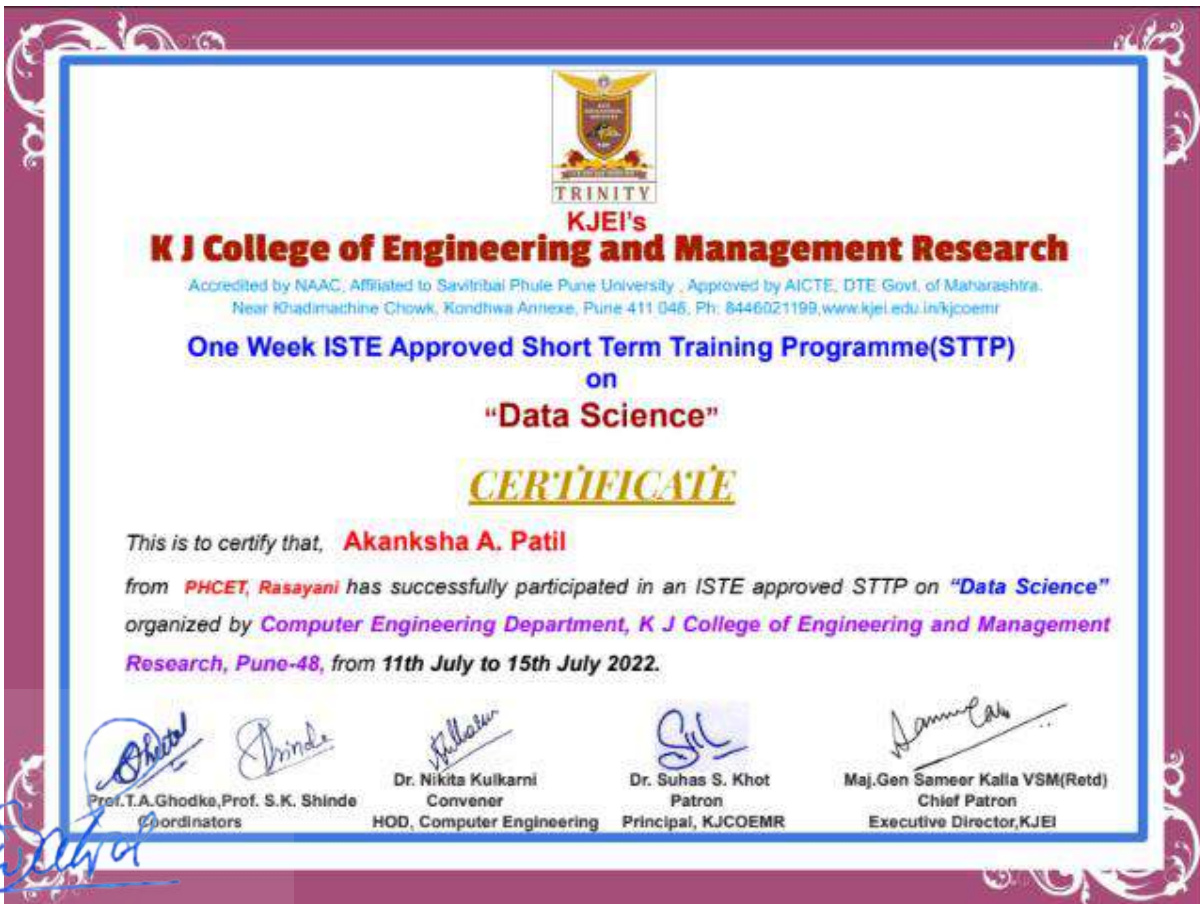 TRINITY
KJEI's
K J College of Engineering and Management Research
Accredited by NAAC, Affiliated to Savitribai Phule Pune University , Approved by AICTE, DTE Govt. of Maharashtra.
Near Khadimachine Chowk, Kondhwa Annexe, Pune 411 048, Ph: 8446021199,www.kjei.edu.in/kjcoemr
One Week ISTE Approved Short Term Training Programme(STTP)
on
“Data Science”
CERTIFICATE
This is to certify that, Akanksha A. Patil
from PHCET, Rasayani has successfully participated in an ISTE approved STTP on “Data Science”
organized by Computer Engineering Department, K J College of Engineering and Management
Research, Pune-48, from 11th July to 15th July 2022.
Shinde
Prof.T.A.Ghodke,Prof. S.K. Shinde
Coordinators
Dr. Nikita Kulkarni
Convener
HOD, Computer Engineering
Dr. Suhas S. Khot
Patron
Principal, KJCOEMR
Maj.Gen Sameer Kalla VSM(Retd)
Chief Patron
Executive Director,KJEI